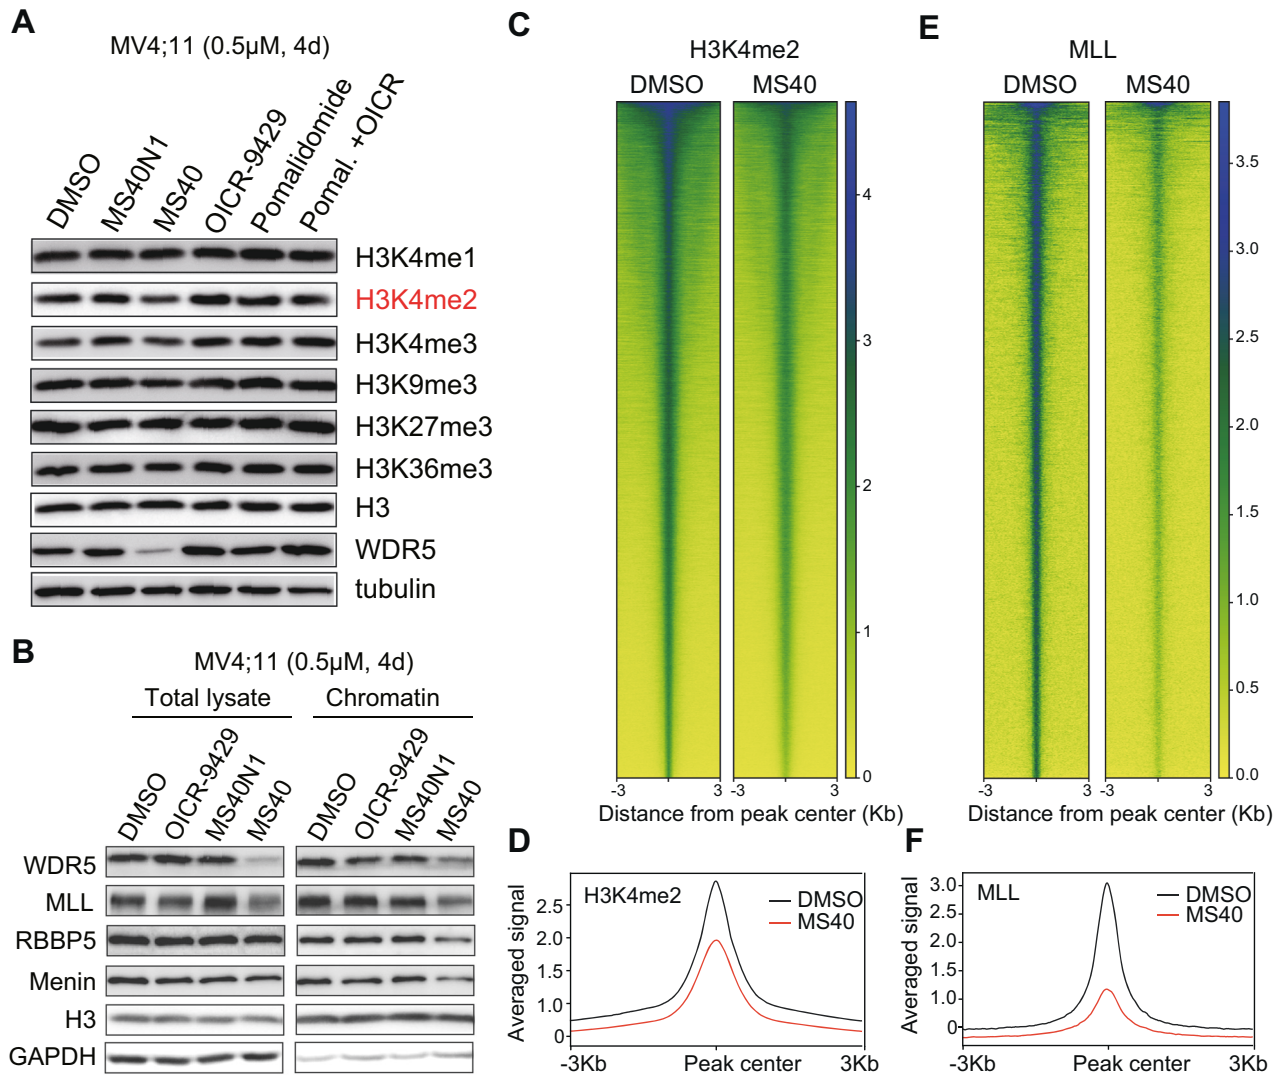 A
MV4;11 (0.5µM, 4d)
DMSO
MS40N1
MS40
OICR-9429
Pomalidomide
Pomal. +OICR
H3K4me1
H3K4me2
H3K4me3
H3K9me3
H3K27me3
H3K36me3
H3
WDR5
tubulin
B
MV4;11 (0.5µM, 4d)
Total lysate
Chromatin
DMSO
OICR-9429
MS40N1
MS40
DMSO
OICR-9429
MS40N1
MS40
WDR5
MLL
RBBP5
Menin
H3
GAPDH
C
H3K4me2
DMSO
MS40
4
3
2
1
0
-3
3
-3
3
Distance from peak center (Kb)
D
H3K4me2
DMSO
MS40
Averaged signal
2.5
2.0
1.5
1.0
0
-3Kb
Peak center
3Kb
E
MLL
DMSO
MS40
3.5
3.0
2.5
2.0
1.5
1.0
0.5
0.0
-3
3
-3
3
Distance from peak center (Kb)
F
MLL
DMSO
MS40
Averaged signal
3.0
2.0
1.5
1.0
0
-3Kb
Peak center
3Kb